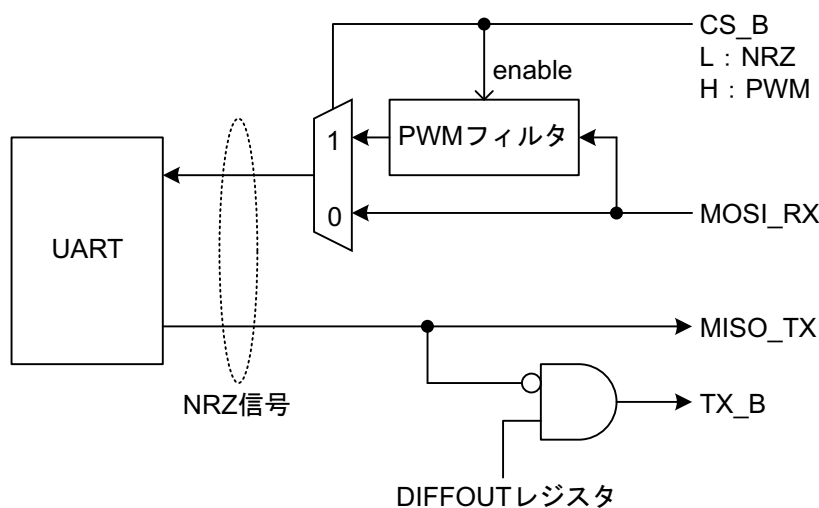 CS_B
L：NRZ
H：PWM
enable
PWMフィルタ
1
0
MOSI_RX
UART
MISO_TX
NRZ信号
TX_B
DIFFOUTレジスタ